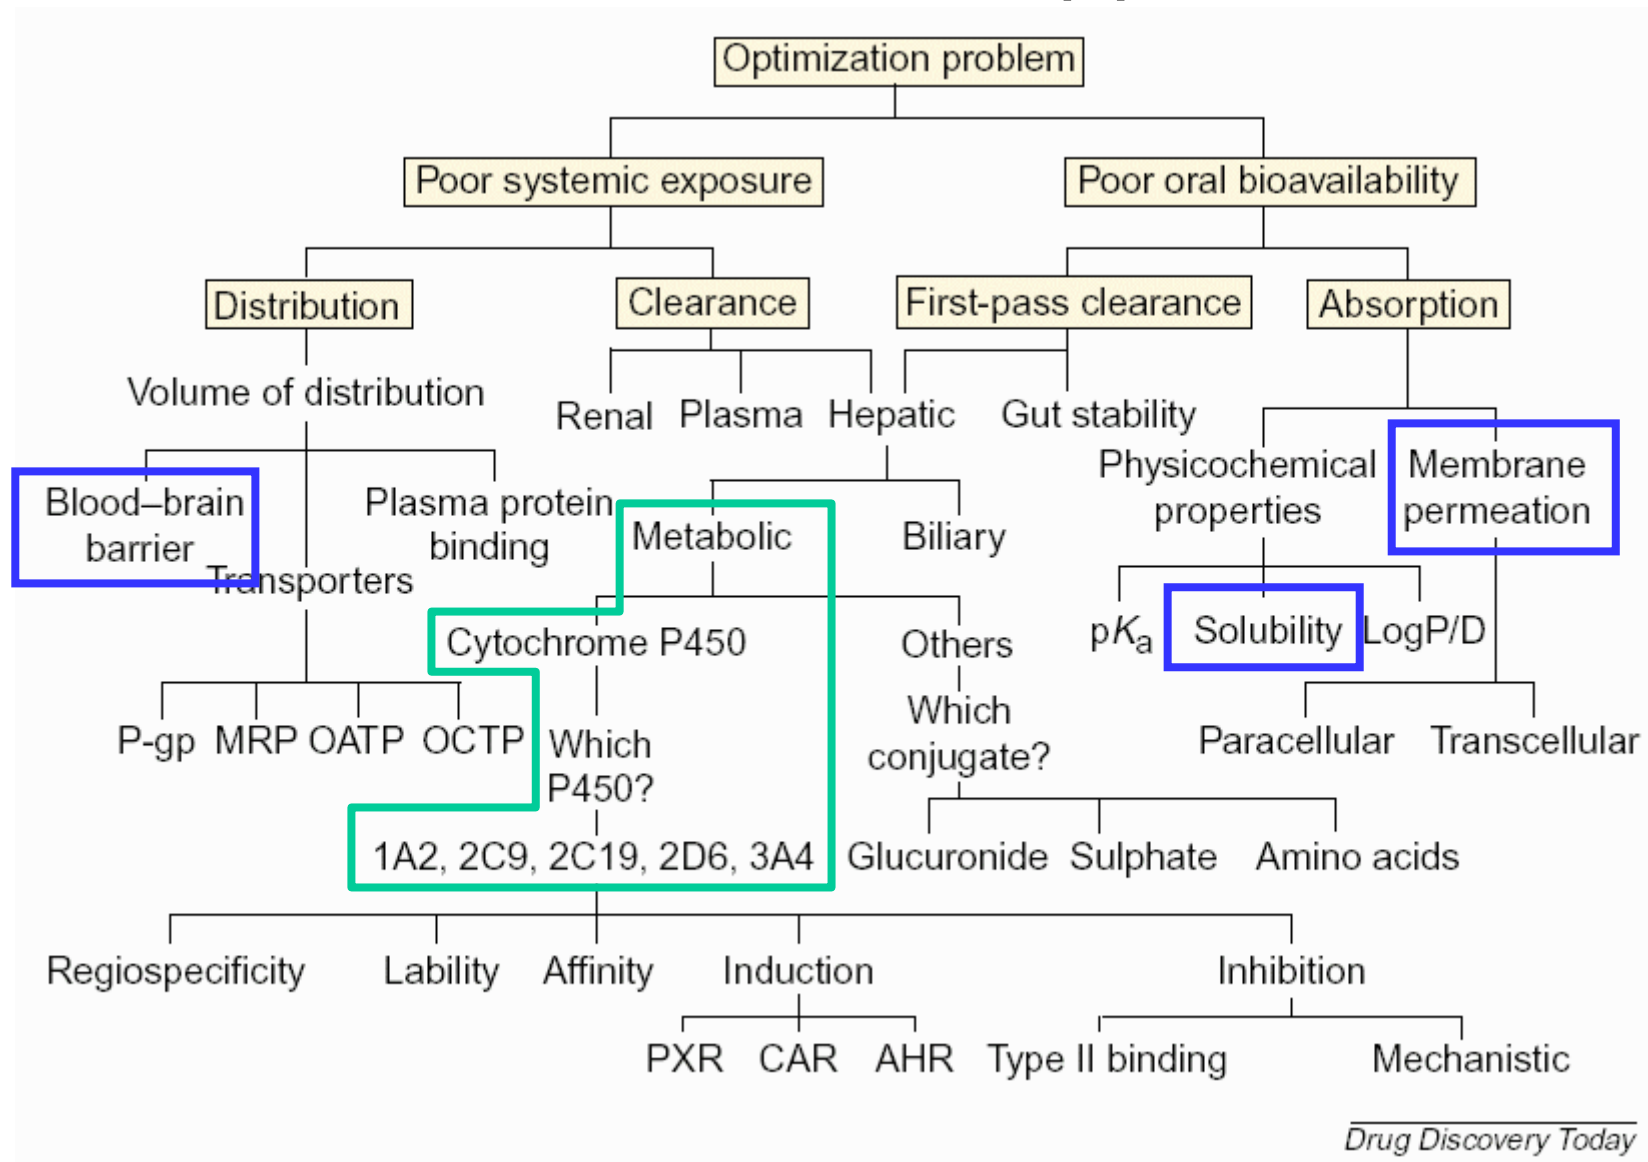 Optimization problem
Poor systemic exposure
Poor oral bioavailability
Distribution
Clearance
First-pass clearance
Absorption
Volume of distribution
Renal
Plasma
Hepatic
Gut stability
Physicochemical
properties
Membrane
permeation
Blood–brain
barrier
Plasma protein
binding
Transporters
Metabolic
Biliary
Cytochrome P450
Others
pKa
Solubility
LogP/D
P-gp
MRP
OATP
OCTP
Which
P450?
Which
conjugate?
Paracellular
Transcellular
1A2, 2C9, 2C19, 2D6, 3A4
Glucuronide
Sulphate
Amino acids
Regiospecificity
Lability
Affinity
Induction
Inhibition
PXR
CAR
AHR
Type II binding
Mechanistic
Drug Discovery Today